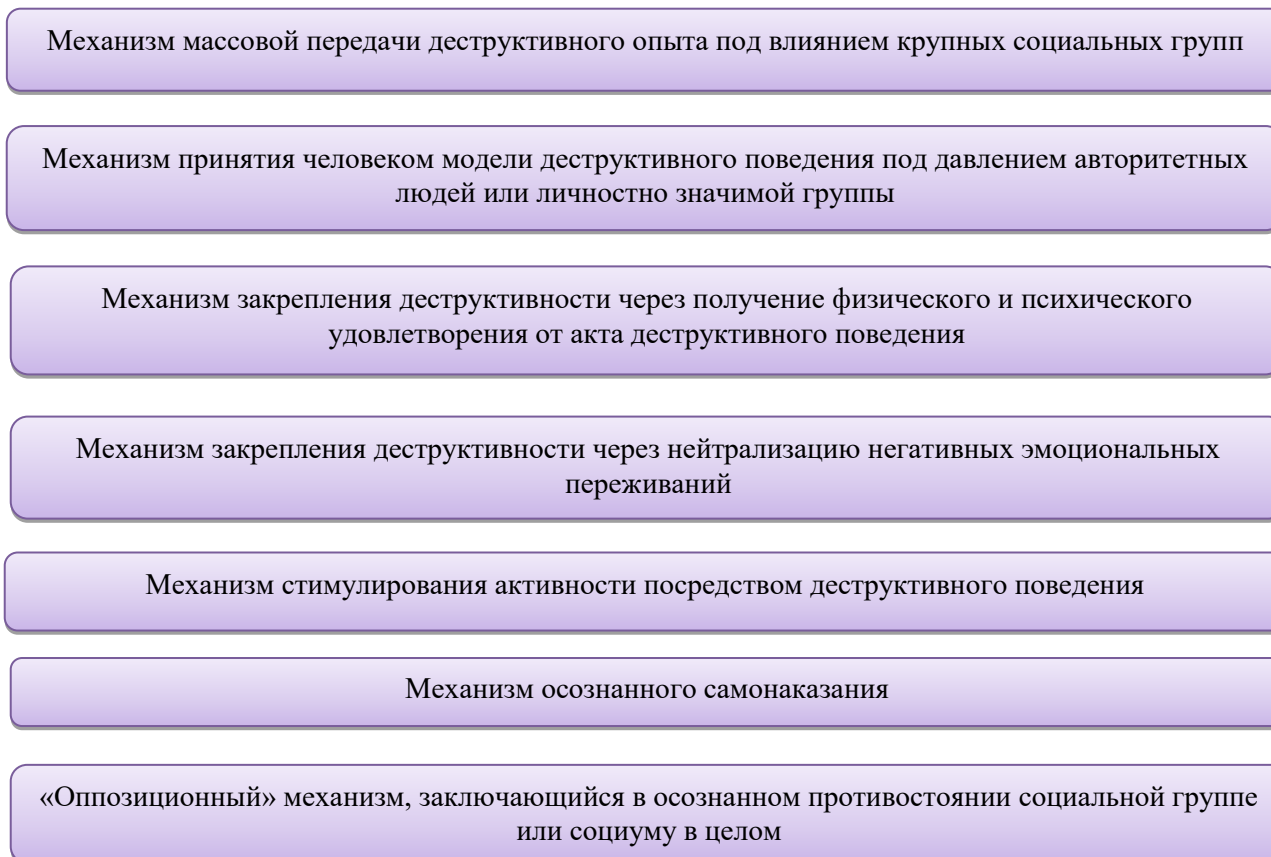 Механизм массовой передачи деструктивного опыта под влиянием крупных социальных групп
Механизм принятия человеком модели деструктивного поведения под давлением авторитетных
людей или личностно значимой группы
Механизм закрепления деструктивности через получение физического и психического
удовлетворения от акта деструктивного поведения
Механизм закрепления деструктивности через нейтрализацию негативных эмоциональных
переживаний
Механизм стимулирования активности посредством деструктивного поведения
Механизм осознанного самонаказания
«Оппозиционный» механизм, заключающийся в осознанном противостоянии социальной группе
или социуму в целом